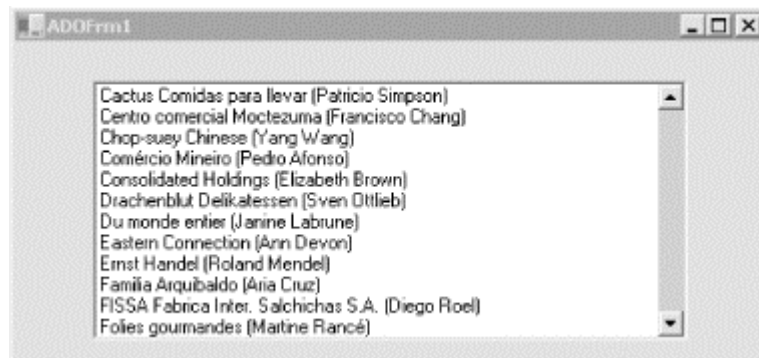 ADOFrm1
Cactus Comidas para llevar (Patricio Simpson)
Centro comercial Moctezuma (Francisco Chang)
Chop-suey Chinese (Yang Wang)
Comércio Mineiro (Pedro Afonso)
Consolidated Holdings (Elizabeth Brown)
Drachenblut Delikatessen (Sven Ottlieb)
Du monde entier (Janine Labrune)
Eastern Connection (Ann Devon)
Ernst Handel (Roland Mendel)
Familia Arquibaldo (Aria Cruz)
FISSA Fabrica Inter. Salchichas S.A. (Diego Roel)
Folies gourmandes (Martine Rancé)